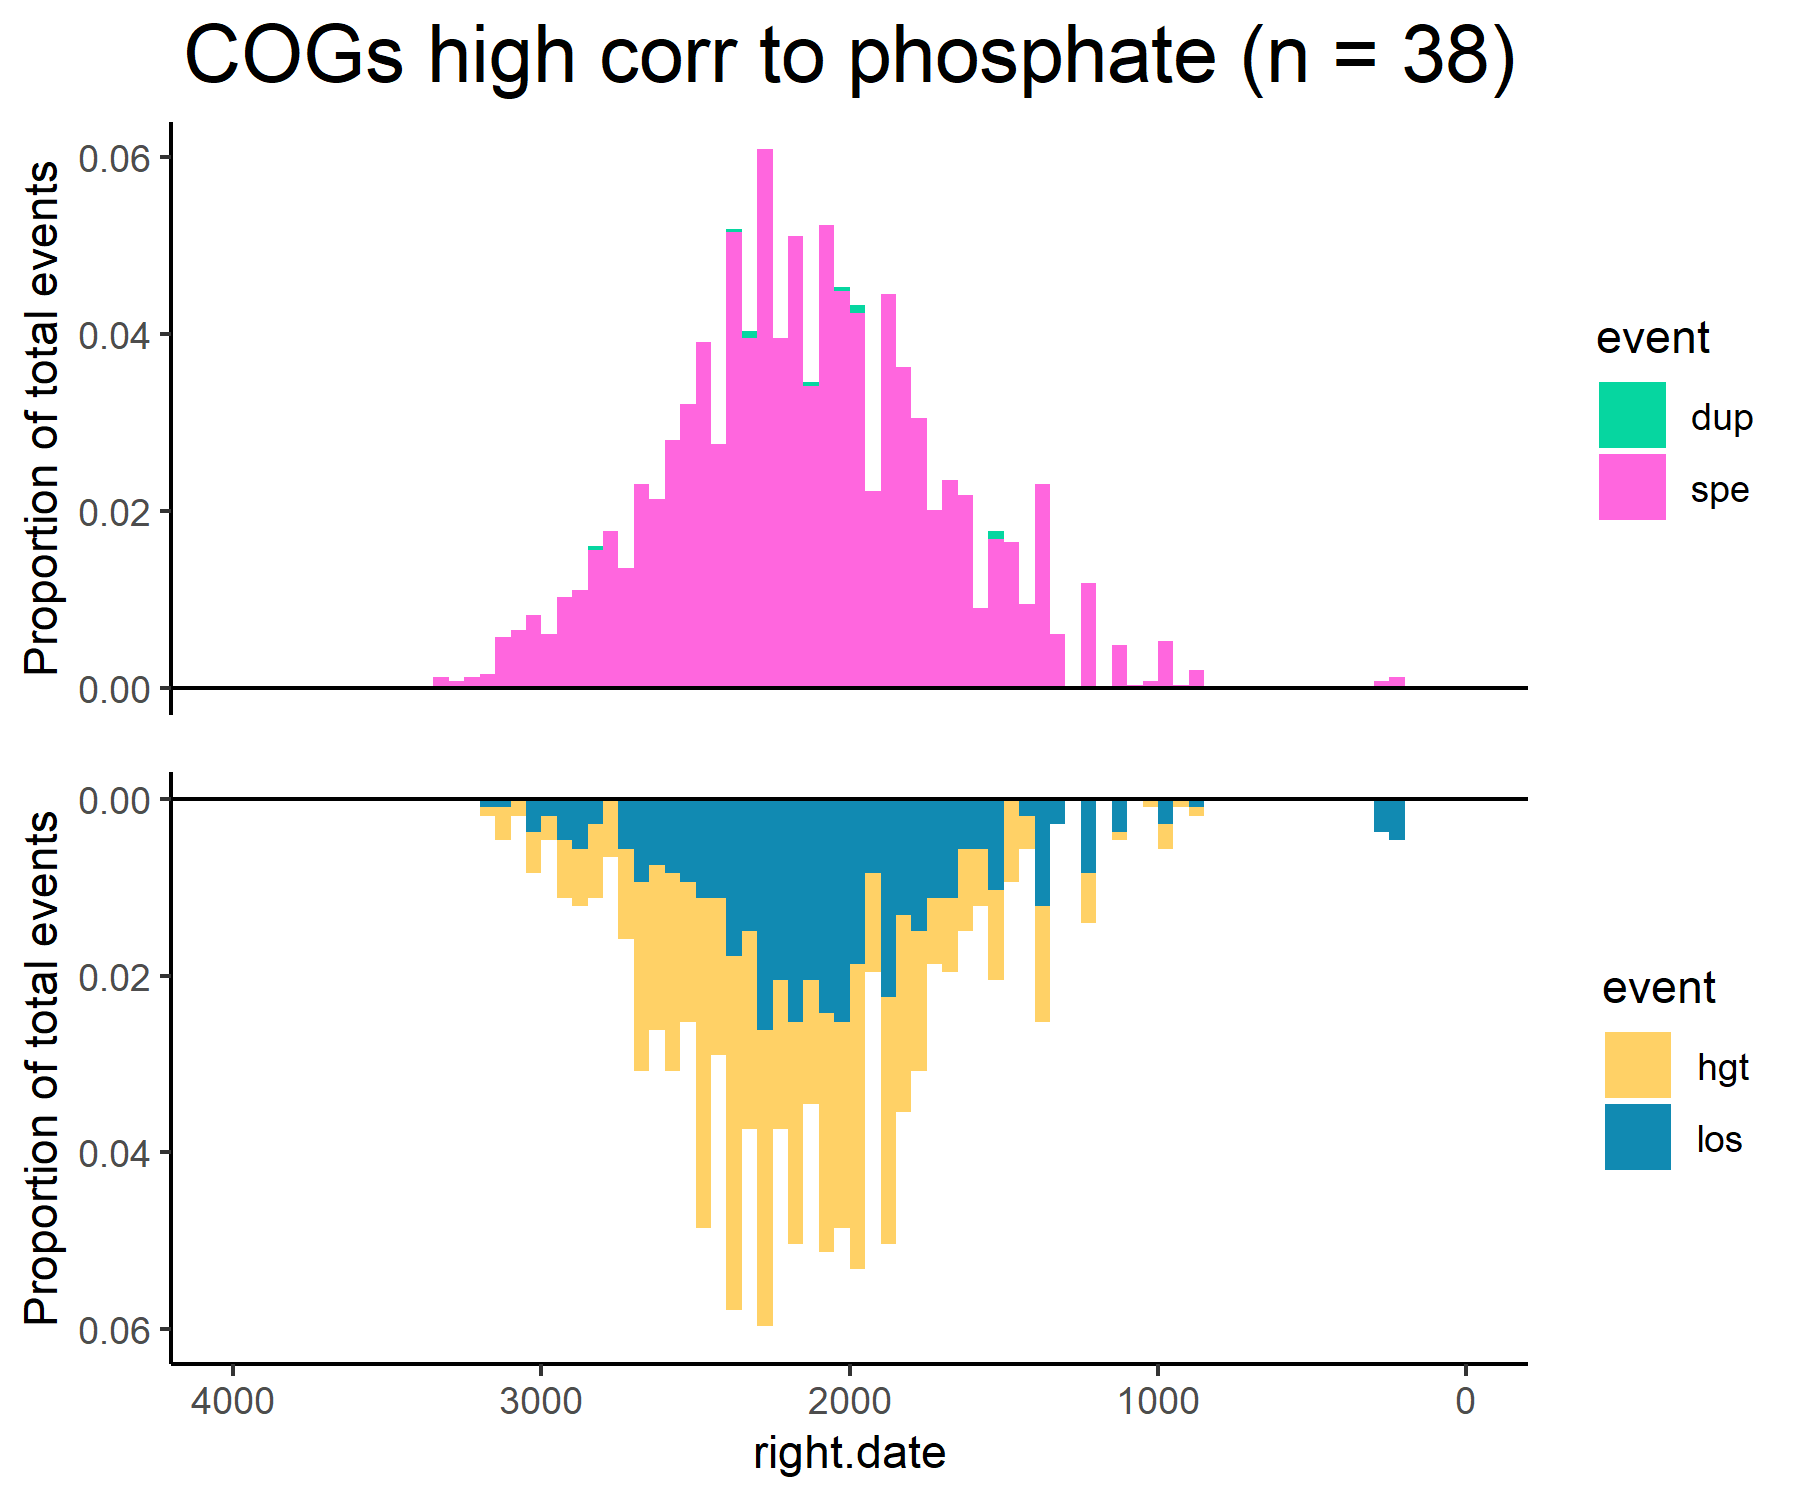 COGs high corr to phosphate (n = 38)
Proportion of total events
0.06
0.04
0.02
0.00
event
dup
spe
Proportion of total events
0.00
0.02
0.04
0.06
event
hgt
los
4000 3000 2000 1000 0
right.date